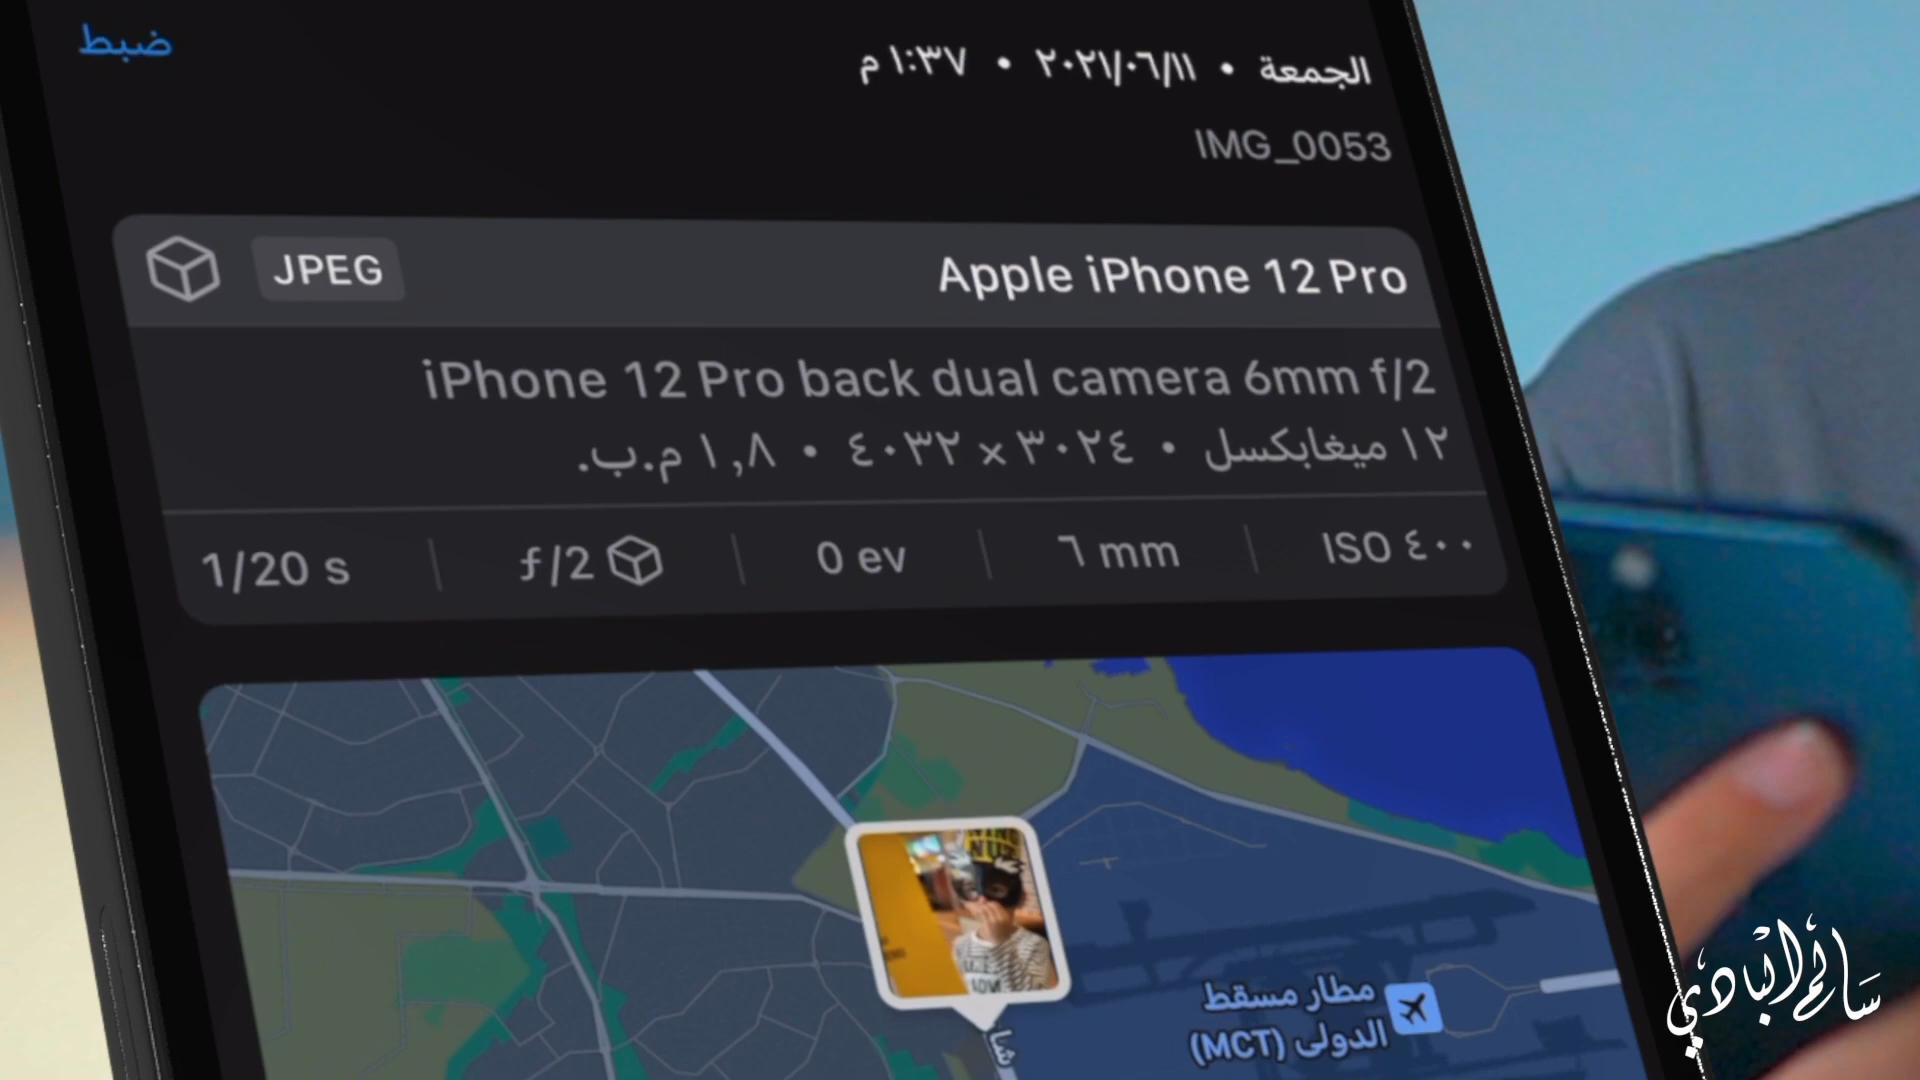 ضبط
الجمعة • ٢٠٢١/٠٦/١١ • ١:٣٧ م
IMG_0053
Apple iPhone 12 Pro
JPEG
iPhone 12 Pro back dual camera 6mm f/2
١٢ ميغابكسل • ٣٠٢٤ × ٤٠٣٢ • ١,٨ م.ب.
ISO ٤٠٠
٦ mm
0 ev
ƒ/2
1/20 s
مطار مسقط
الدولي (MCT)
سالم البادي